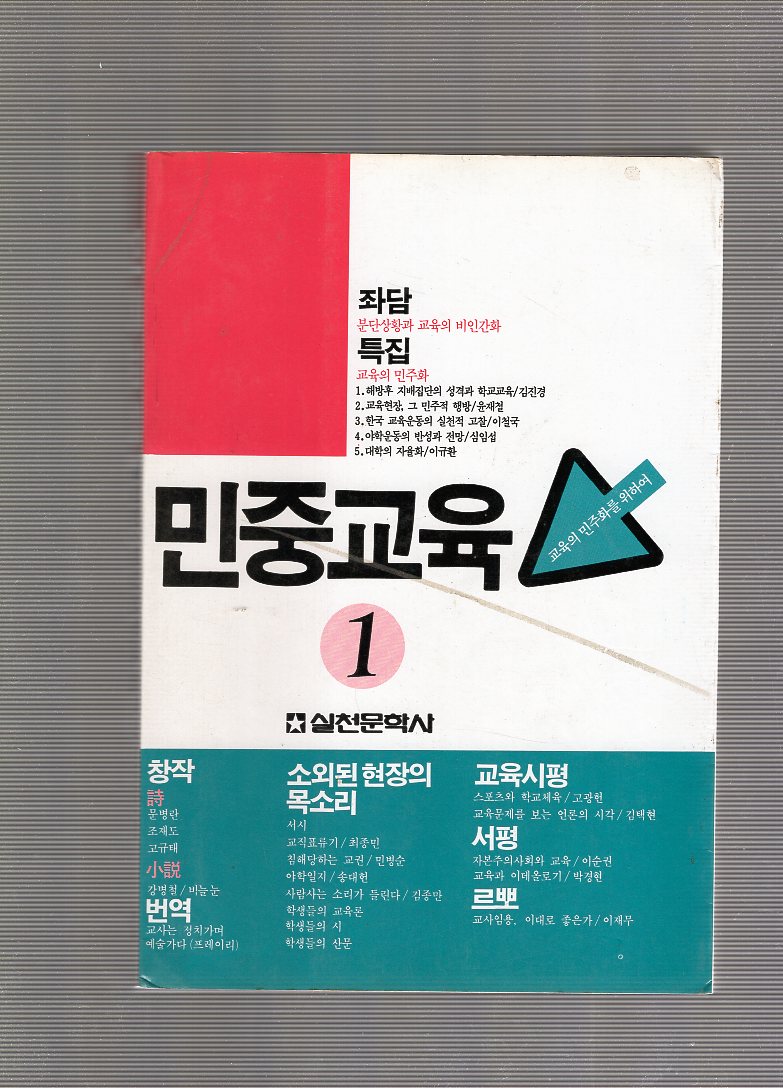 좌담
분단상황과 교육의 비인간화
특집
교육의 민주화
1. 해방후 지배집단의 성격과 학교교육/김진경
2. 교육현장, 그 민주적 행방/윤재철
3. 한국 교육운동의 실천적 고찰/이철국
4. 야학운동의 반성과 전망/심임섭
5. 대학의 자율화/이규환
민중교육
교육의 민주화를 위하여
1
실천문학사
창작
詩
문병란
조재도
고규태
小説
강병철/비늘눈
번역
교사는 정치가며
예술가다(프레이리)
소외된 현장의
목소리
서시
교직표류기/최종민
침해당하는 교권/민병순
야학일지/송대헌
사람사는 소리가 들린다/김종만
학생들의 교육론
학생들의 시
학생들의 산문
교육시평
스포츠와 학교체육/고광헌
교육문제를 보는 언론의 시각/김태현
서평
자본주의사회와 교육/이순권
교육과 이데올로기/박경현
르뽀
교사임용, 이대로 좋은가/이재무